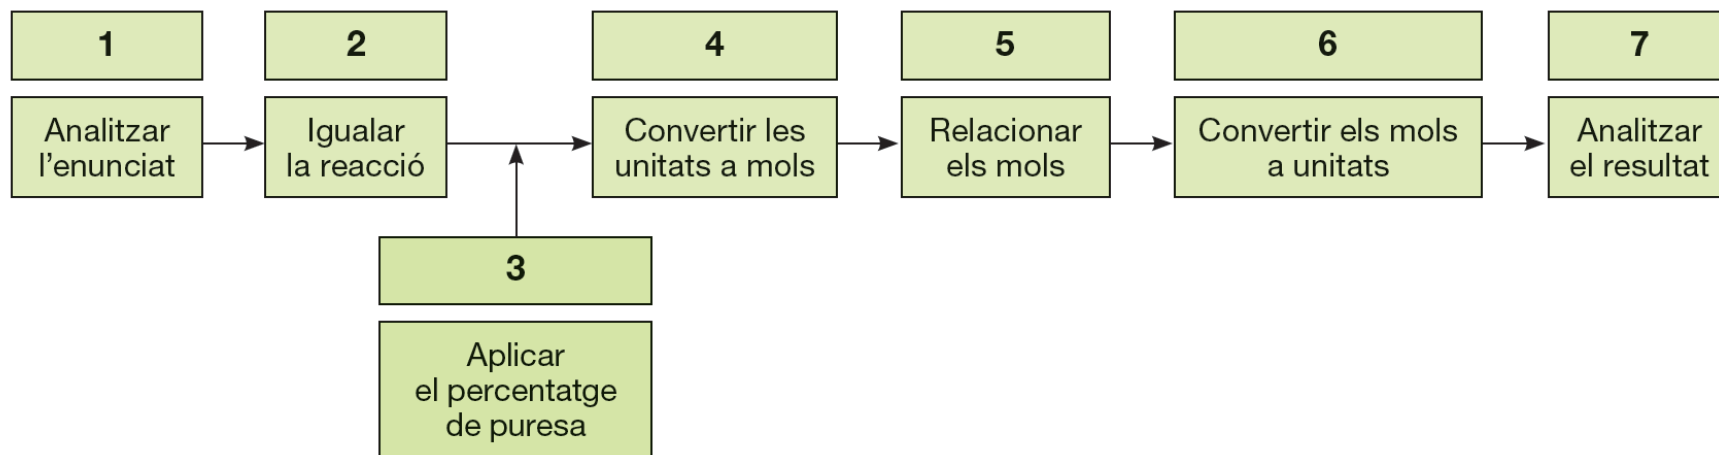 1
Analitzar
l’enunciat
2
Igualar
la reacció
3
Aplicar
el percentatge
de puresa
4
Convertir les
unitats a mols
5
Relacionar
els mols
6
Convertir els mols
a unitats
7
Analitzar
el resultat